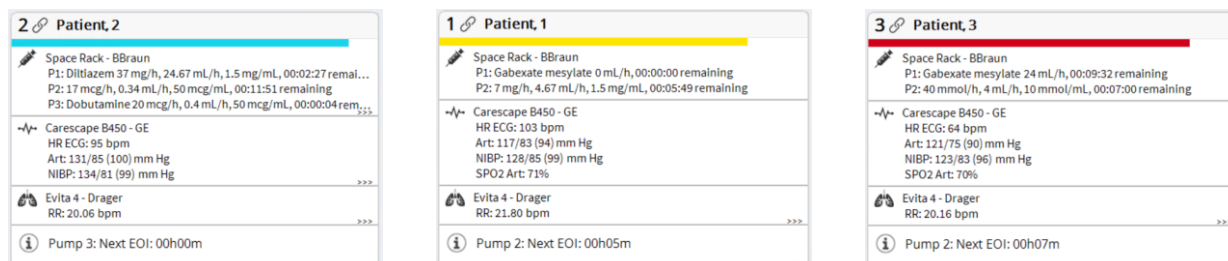 2 Patient, 2
Space Rack - BBraun
P1: Diltiazem 37 mg/h, 24.67 mL/h, 1.5 mg/mL, 00:02:27 remai...
P2: 17 mcg/h, 0.34 mL/h, 50 mcg/mL, 00:11:51 remaining
P3: Dobutamine 20 mcg/h, 0.4 mL/h, 50 mcg/mL, 00:00:04 rem...
>>>
Carescape B450 - GE
HR ECG: 95 bpm
Art: 131/85 (100) mm Hg
NIBP: 134/81 (99) mm Hg
>>>
Evita 4 - Drager
RR: 20.06 bpm
>>>
Pump 3: Next EOI: 00h00m
1 Patient, 1
Space Rack - BBraun
P1: Gabexate mesylate 0 mL/h, 00:00:00 remaining
P2: 7 mg/h, 4.67 mL/h, 1.5 mg/mL, 00:05:49 remaining
Carescape B450 - GE
HR ECG: 103 bpm
Art: 117/83 (94) mm Hg
NIBP: 128/85 (99) mm Hg
SPO2 Art: 71%
Evita 4 - Drager
RR: 21.80 bpm
>>>
Pump 2: Next EOI: 00h05m
3 Patient, 3
Space Rack - BBraun
P1: Gabexate mesylate 24 mL/h, 00:09:32 remaining
P2: 40 mmol/h, 4 mL/h, 10 mmol/mL, 00:07:00 remaining
Carescape B450 - GE
HR ECG: 64 bpm
Art: 121/75 (90) mm Hg
NIBP: 123/83 (96) mm Hg
SPO2 Art: 70%
Evita 4 - Drager
RR: 20.16 bpm
>>>
Pump 2: Next EOI: 00h07m